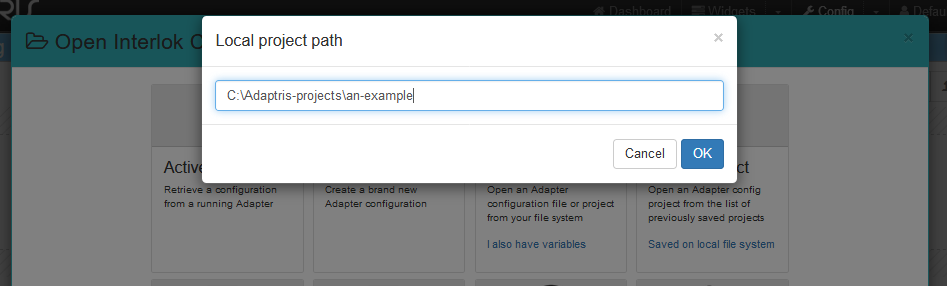 Dashboard Widgets Config Defau
Open Interlok C
Local project path
×
×
C:\Adaptris-projects\an-example
Cancel OK
Active
Retrieve a configuration
from a running Adapter
Create a brand new
Adapter configuration
Open an Adapter
configuration file or project
from your file system
I also have variables
ct
Open an Adapter config
project from the list of
previously saved projects
Saved on local file system